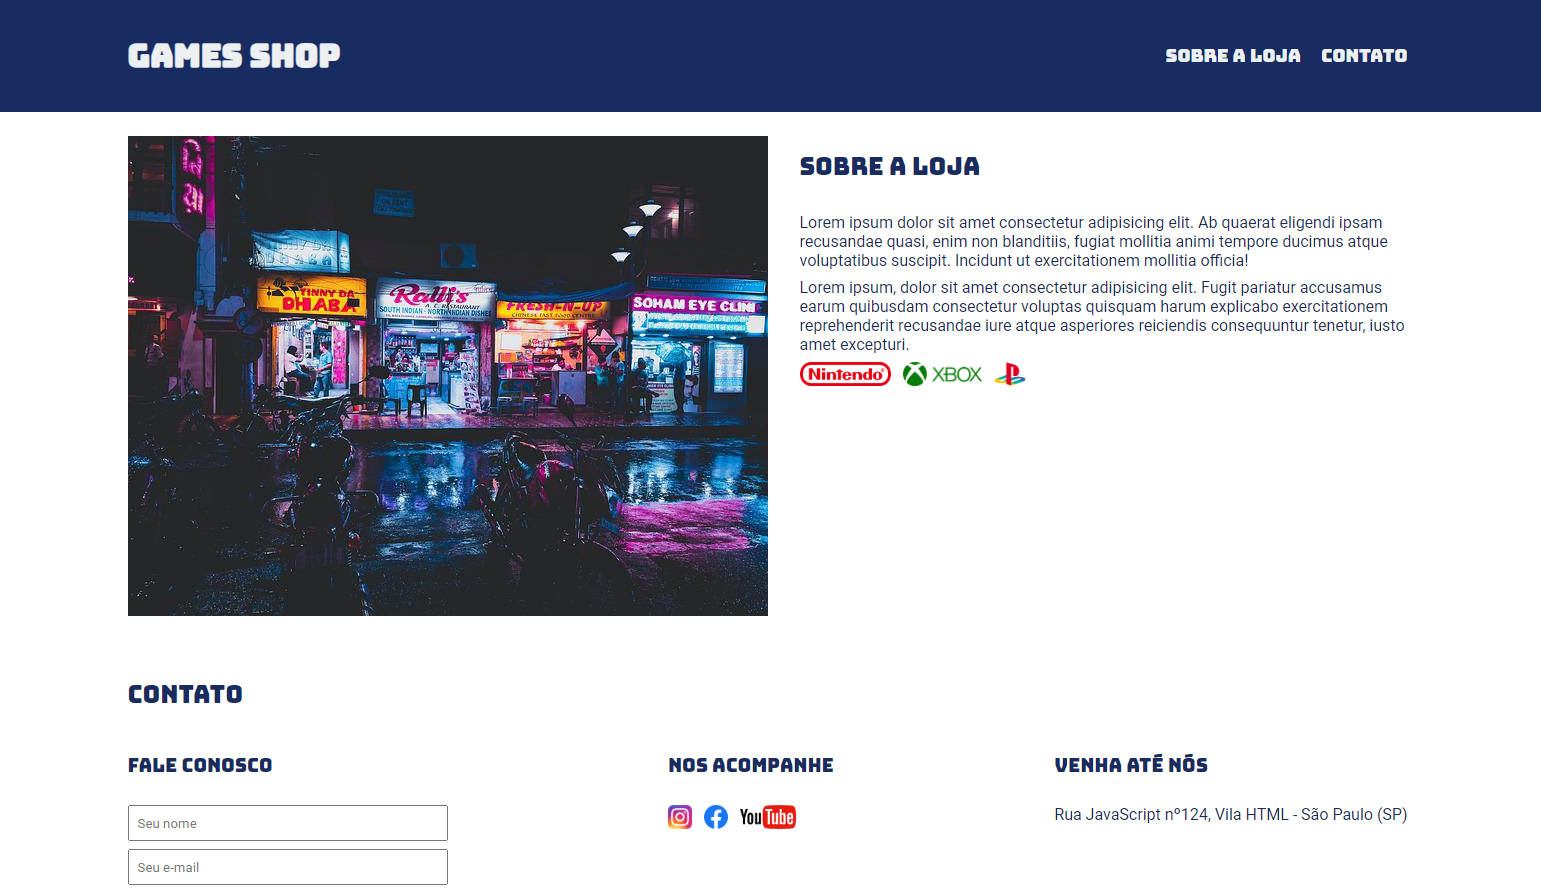 GAMES SHOP
SOBRE A LOJA
CONTATO
TINNY DA
DHABA
Ralli's
A. C. RESTAURANT
SOUTH INDIAN - NORTH INDIAN DISHES
FRESH-N-UP
CHINESE FAST FOOD CENTRE
SOHAM EYE CLINIC
SOBRE A LOJA
Lorem ipsum dolor sit amet consectetur adipisicing elit. Ab quaerat eligendi ipsam
recusandae quasi, enim non blanditiis, fugiat mollitia animi tempore ducimus atque
voluptatibus suscipit. Incidunt ut exercitationem mollitia officia!
Lorem ipsum, dolor sit amet consectetur adipisicing elit. Fugit pariatur accusamus
earum quibusdam consectetur voluptas quisquam harum explicabo exercitationem
reprehenderit recusandae iure atque asperiores reiciendis consequuntur tenetur, iusto
amet excepturi.
Nintendo
XBOX
CONTATO
FALE CONOSCO
Seu nome
Seu e-mail
NOS ACOMPANHE
YouTube
VENHA ATÉ NÓS
Rua JavaScript nº124, Vila HTML - São Paulo (SP)